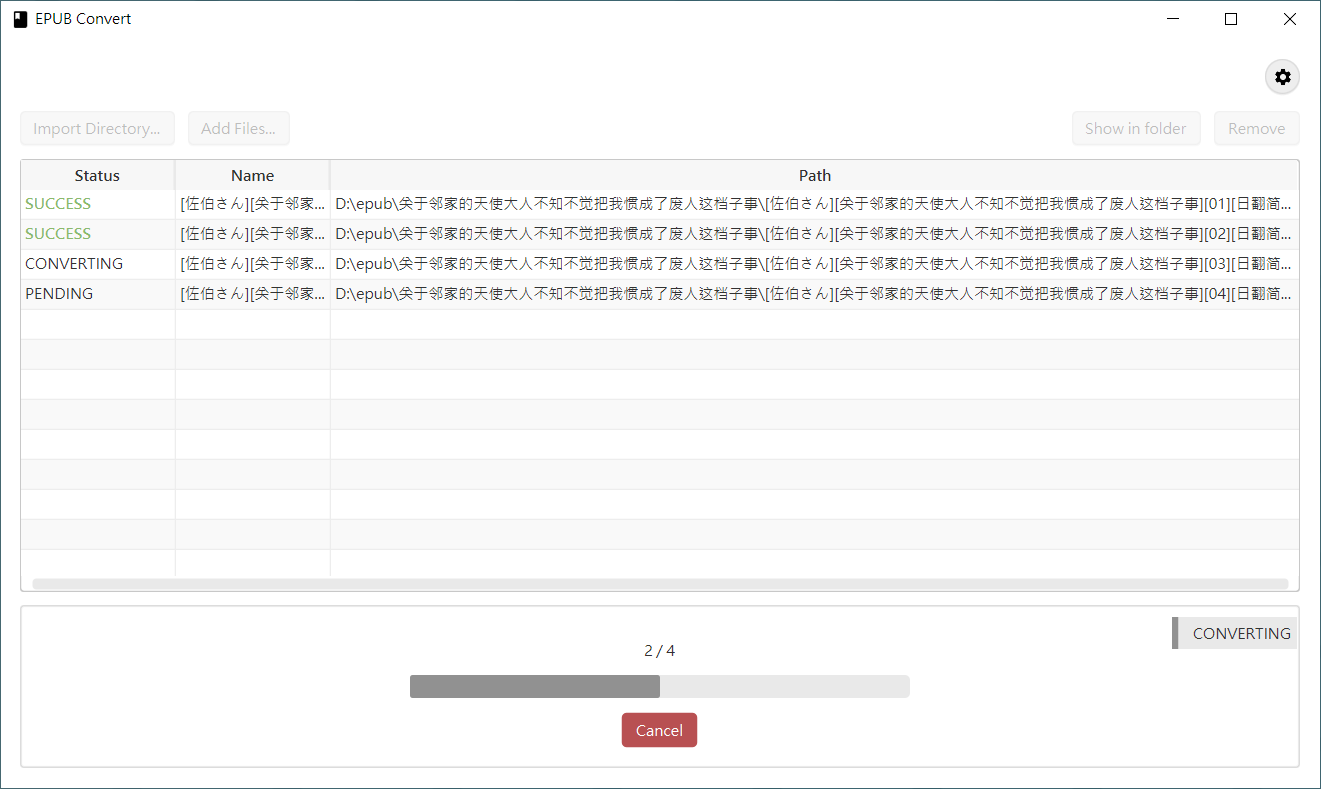 EPUB Convert
Import Directory... Add Files... Show in folder Remove
Status Name Path
SUCCESS [佐伯さん][关于邻家... D:\epub\关于邻家的天使大人不知不觉把我惯成了废人这档子事\[佐伯さん][关于邻家的天使大人不知不觉把我惯成了废人这档子事][01][日翻简...
SUCCESS [佐伯さん][关于邻家... D:\epub\关于邻家的天使大人不知不觉把我惯成了废人这档子事\[佐伯さん][关于邻家的天使大人不知不觉把我惯成了废人这档子事][02][日翻简...
CONVERTING [佐伯さん][关于邻家... D:\epub\关于邻家的天使大人不知不觉把我惯成了废人这档子事\[佐伯さん][关于邻家的天使大人不知不觉把我惯成了废人这档子事][03][日翻简...
PENDING [佐伯さん][关于邻家... D:\epub\关于邻家的天使大人不知不觉把我惯成了废人这档子事\[佐伯さん][关于邻家的天使大人不知不觉把我惯成了废人这档子事][04][日翻简...
CONVERTING
2 / 4
Cancel